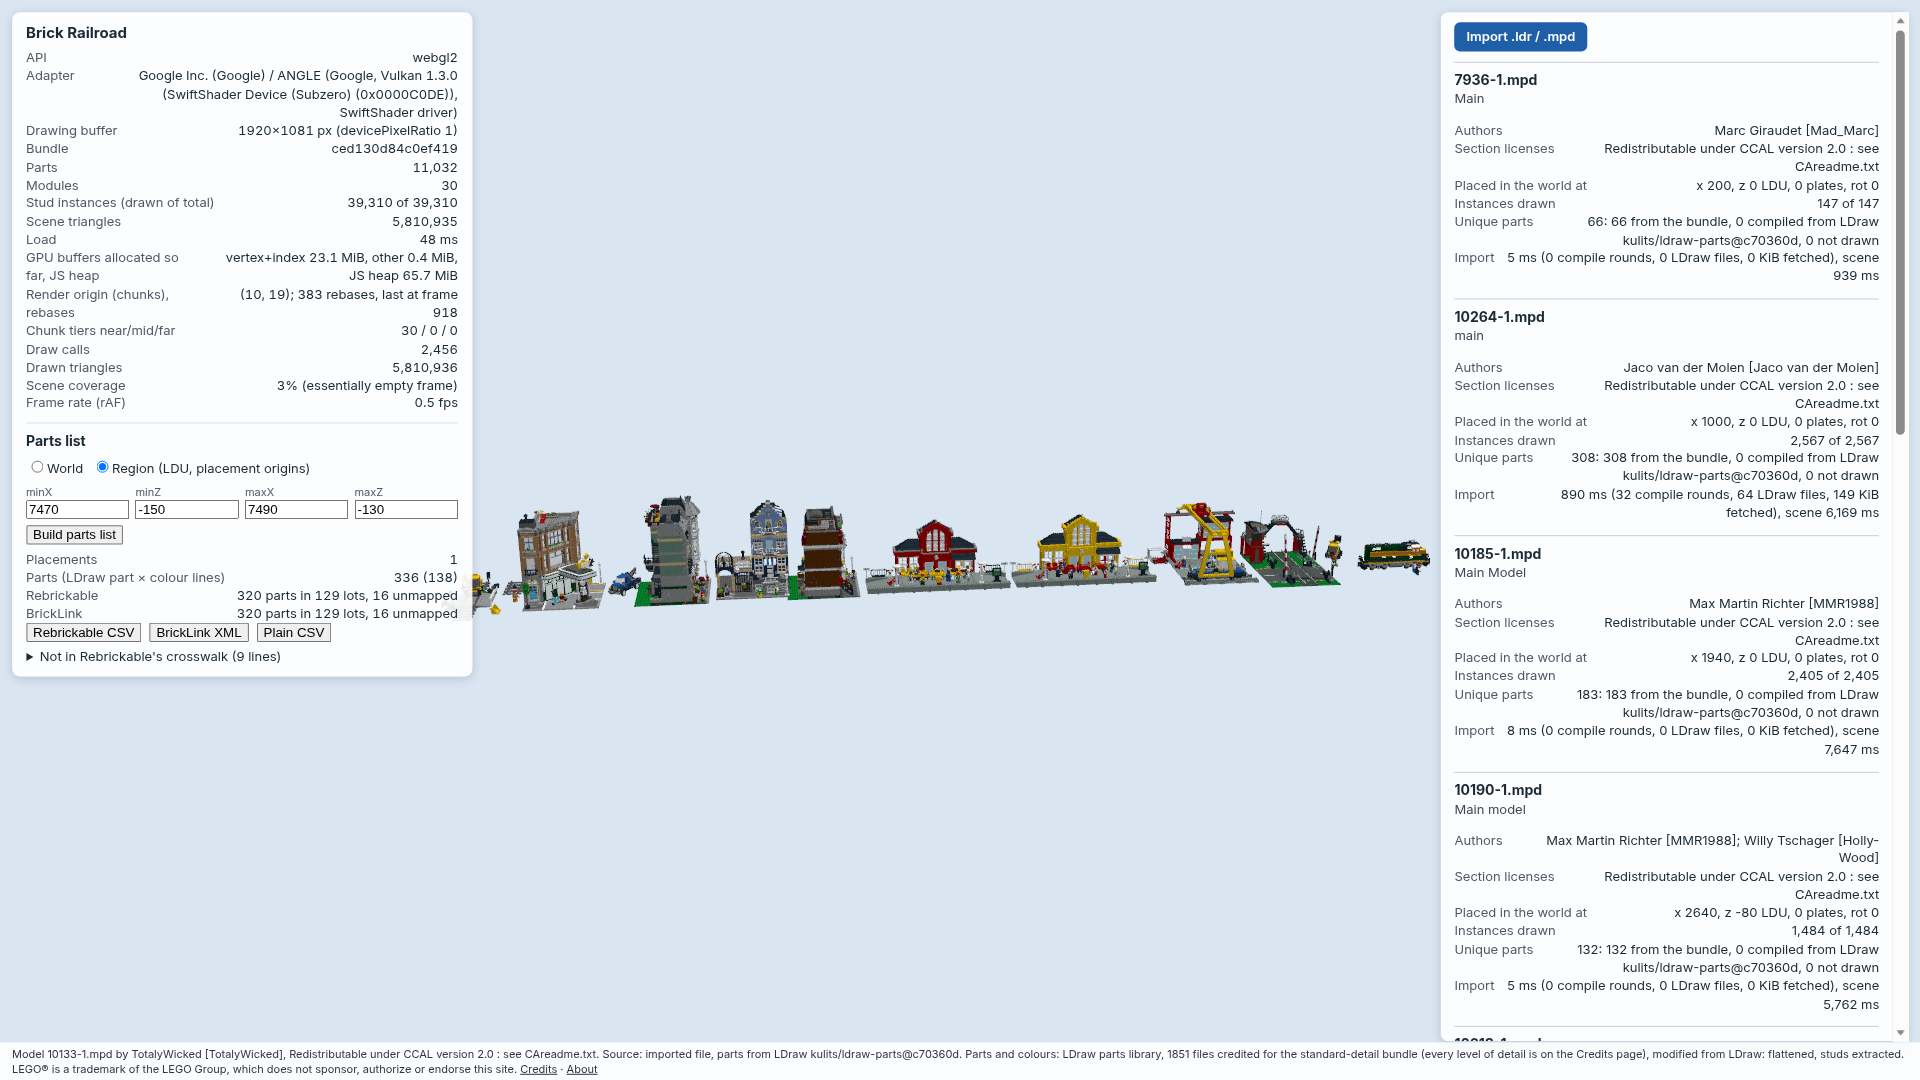 Brick Railroad
API webgl2
Adapter Google Inc. (Google) / ANGLE (Google, Vulkan 1.3.0
(SwiftShader Device (Subzero) (0x0000C0DE)),
SwiftShader driver)
Drawing buffer 1920×1081 px (devicePixelRatio 1)
Bundle ced130d84c0ef419
Parts 11,032
Modules 30
Stud instances (drawn of total) 39,310 of 39,310
Scene triangles 5,810,935
Load 48 ms
GPU buffers allocated so vertex+index 23.1 MiB, other 0.4 MiB,
far, JS heap JS heap 65.7 MiB
Render origin (chunks), (10, 19); 383 rebases, last at frame
rebases 918
Chunk tiers near/mid/far 30 / 0 / 0
Draw calls 2,456
Drawn triangles 5,810,936
Scene coverage 3% (essentially empty frame)
Frame rate (rAF) 0.5 fps
Parts list
World Region (LDU, placement origins)
minX minZ maxX maxZ
7470 -150 7490 -130
Build parts list
Placements 1
Parts (LDraw part × colour lines) 336 (138)
Rebrickable 320 parts in 129 lots, 16 unmapped
BrickLink 320 parts in 129 lots, 16 unmapped
Rebrickable CSV BrickLink XML Plain CSV
▶ Not in Rebrickable's crosswalk (9 lines)
Import .ldr / .mpd
7936-1.mpd
Main
Authors Marc Giraudet [Mad_Marc]
Section licenses Redistributable under CCAL version 2.0 : see
CAreadme.txt
Placed in the world at x 200, z 0 LDU, 0 plates, rot 0
Instances drawn 147 of 147
Unique parts 66: 66 from the bundle, 0 compiled from LDraw
kulits/ldraw-parts@c70360d, 0 not drawn
Import 5 ms (0 compile rounds, 0 LDraw files, 0 KiB fetched), scene
939 ms
10264-1.mpd
main
Authors Jaco van der Molen [Jaco van der Molen]
Section licenses Redistributable under CCAL version 2.0 : see
CAreadme.txt
Placed in the world at x 1000, z 0 LDU, 0 plates, rot 0
Instances drawn 2,567 of 2,567
Unique parts 308: 308 from the bundle, 0 compiled from LDraw
kulits/ldraw-parts@c70360d, 0 not drawn
Import 890 ms (32 compile rounds, 64 LDraw files, 149 KiB
fetched), scene 6,169 ms
10185-1.mpd
Main Model
Authors Max Martin Richter [MMR1988]
Section licenses Redistributable under CCAL version 2.0 : see
CAreadme.txt
Placed in the world at x 1940, z 0 LDU, 0 plates, rot 0
Instances drawn 2,405 of 2,405
Unique parts 183: 183 from the bundle, 0 compiled from LDraw
kulits/ldraw-parts@c70360d, 0 not drawn
Import 8 ms (0 compile rounds, 0 LDraw files, 0 KiB fetched), scene
7,647 ms
10190-1.mpd
Main model
Authors Max Martin Richter [MMR1988]; Willy Tschager [Holly-
Wood]
Section licenses Redistributable under CCAL version 2.0 : see
CAreadme.txt
Placed in the world at x 2640, z -80 LDU, 0 plates, rot 0
Instances drawn 1,484 of 1,484
Unique parts 132: 132 from the bundle, 0 compiled from LDraw
kulits/ldraw-parts@c70360d, 0 not drawn
Import 5 ms (0 compile rounds, 0 LDraw files, 0 KiB fetched), scene
5,762 ms
Model 10133-1.mpd by TotalyWicked [TotalyWicked], Redistributable under CCAL version 2.0 : see CAreadme.txt. Source: imported file, parts from LDraw kulits/ldraw-parts@c70360d. Parts and colours: LDraw parts library, 1851 files credited for the standard-detail bundle (every level of detail is on the Credits page), modified from LDraw: flattened, studs extracted.
LEGO® is a trademark of the LEGO Group, which does not sponsor, authorize or endorse this site. Credits · About